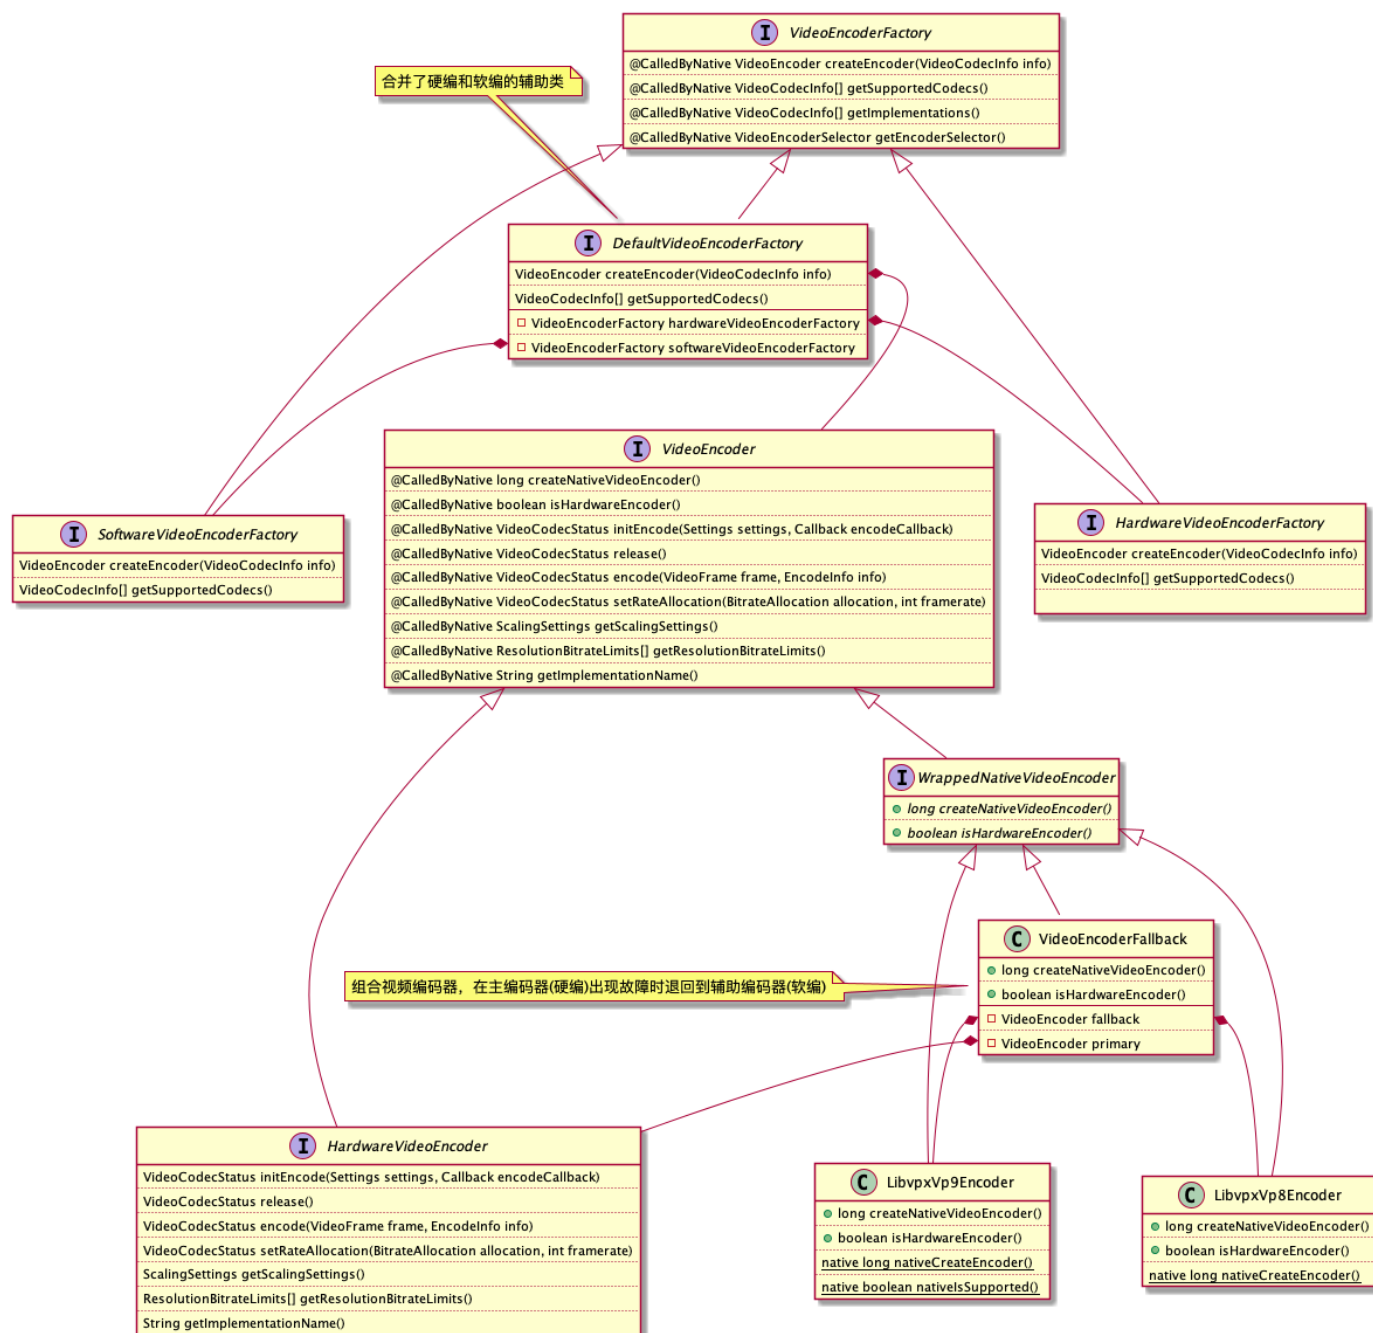 I VideoEncoderFactory
@CalledByNative VideoEncoder createEncoder(VideoCodecInfo info)
@CalledByNative VideoCodecInfo[] getSupportedCodecs()
@CalledByNative VideoCodecInfo[] getImplementations()
@CalledByNative VideoEncoderSelector getEncoderSelector()
合并了硬编和软编的辅助类
I DefaultVideoEncoderFactory
VideoEncoder createEncoder(VideoCodecInfo info)
VideoCodecInfo[] getSupportedCodecs()
VideoEncoderFactory hardwareVideoEncoderFactory
VideoEncoderFactory softwareVideoEncoderFactory
I VideoEncoder
@CalledByNative long createNativeVideoEncoder()
@CalledByNative boolean isHardwareEncoder()
@CalledByNative VideoCodecStatus initEncode(Settings settings, Callback encodeCallback)
@CalledByNative VideoCodecStatus release()
@CalledByNative VideoCodecStatus encode(VideoFrame frame, EncodeInfo info)
@CalledByNative VideoCodecStatus setRateAllocation(BitrateAllocation allocation, int framerate)
@CalledByNative ScalingSettings getScalingSettings()
@CalledByNative ResolutionBitrateLimits[] getResolutionBitrateLimits()
@CalledByNative String getImplementationName()
I SoftwareVideoEncoderFactory
VideoEncoder createEncoder(VideoCodecInfo info)
VideoCodecInfo[] getSupportedCodecs()
I HardwareVideoEncoderFactory
VideoEncoder createEncoder(VideoCodecInfo info)
VideoCodecInfo[] getSupportedCodecs()
I WrappedNativeVideoEncoder
long createNativeVideoEncoder()
boolean isHardwareEncoder()
C VideoEncoderFallback
long createNativeVideoEncoder()
boolean isHardwareEncoder()
VideoEncoder fallback
VideoEncoder primary
组合视频编码器，在主编码器(硬编)出现故障时退回到辅助编码器(软编)
I HardwareVideoEncoder
VideoCodecStatus initEncode(Settings settings, Callback encodeCallback)
VideoCodecStatus release()
VideoCodecStatus encode(VideoFrame frame, EncodeInfo info)
VideoCodecStatus setRateAllocation(BitrateAllocation allocation, int framerate)
ScalingSettings getScalingSettings()
ResolutionBitrateLimits[] getResolutionBitrateLimits()
String getImplementationName()
C LibvpxVp9Encoder
long createNativeVideoEncoder()
boolean isHardwareEncoder()
native long nativeCreateEncoder()
native boolean nativeIsSupported()
C LibvpxVp8Encoder
long createNativeVideoEncoder()
boolean isHardwareEncoder()
native long nativeCreateEncoder()